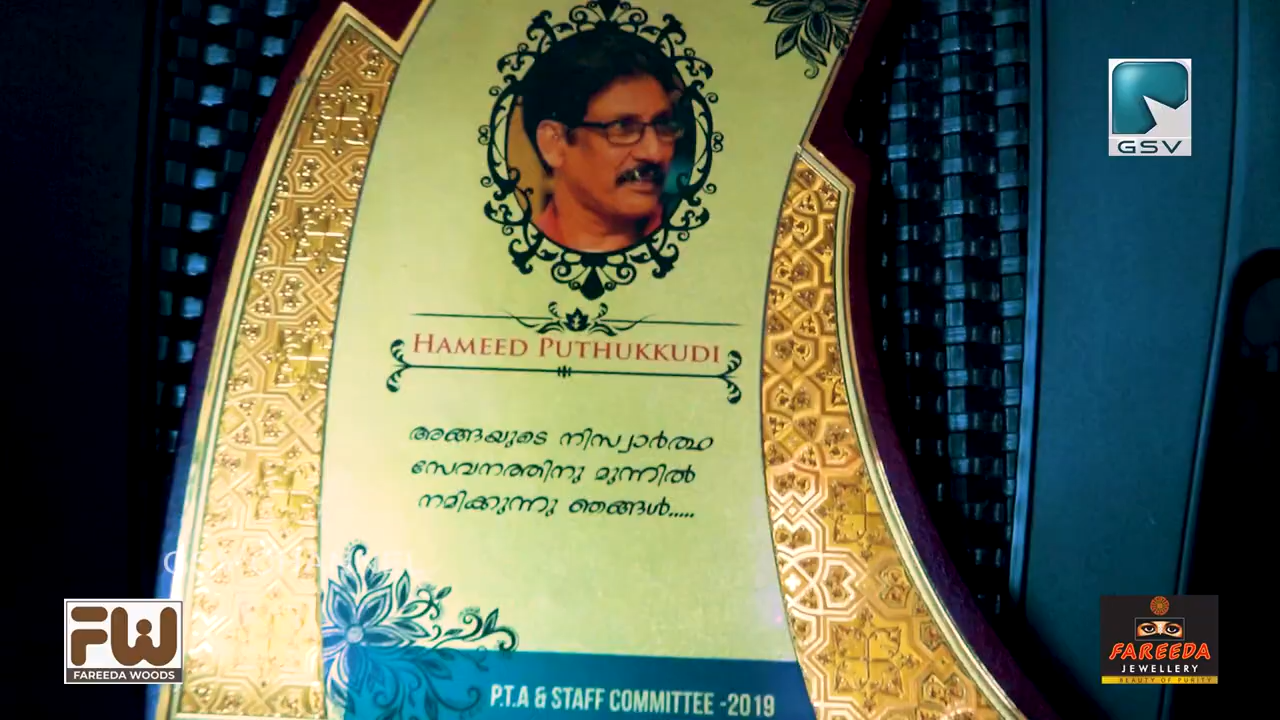 GSV
HAMEED PUTHUKKUDI
അങ്ങയുടെ നിസ്വാർത്ഥ
സേവനത്തിനു മുന്നിൽ
നമിക്കുന്നു ഞങ്ങൾ.....
P.T.A & STAFF COMMITTEE -2019
FW
FAREEDA WOODS
FAREEDA
JEWELLERY
BEAUTY OF PURITY